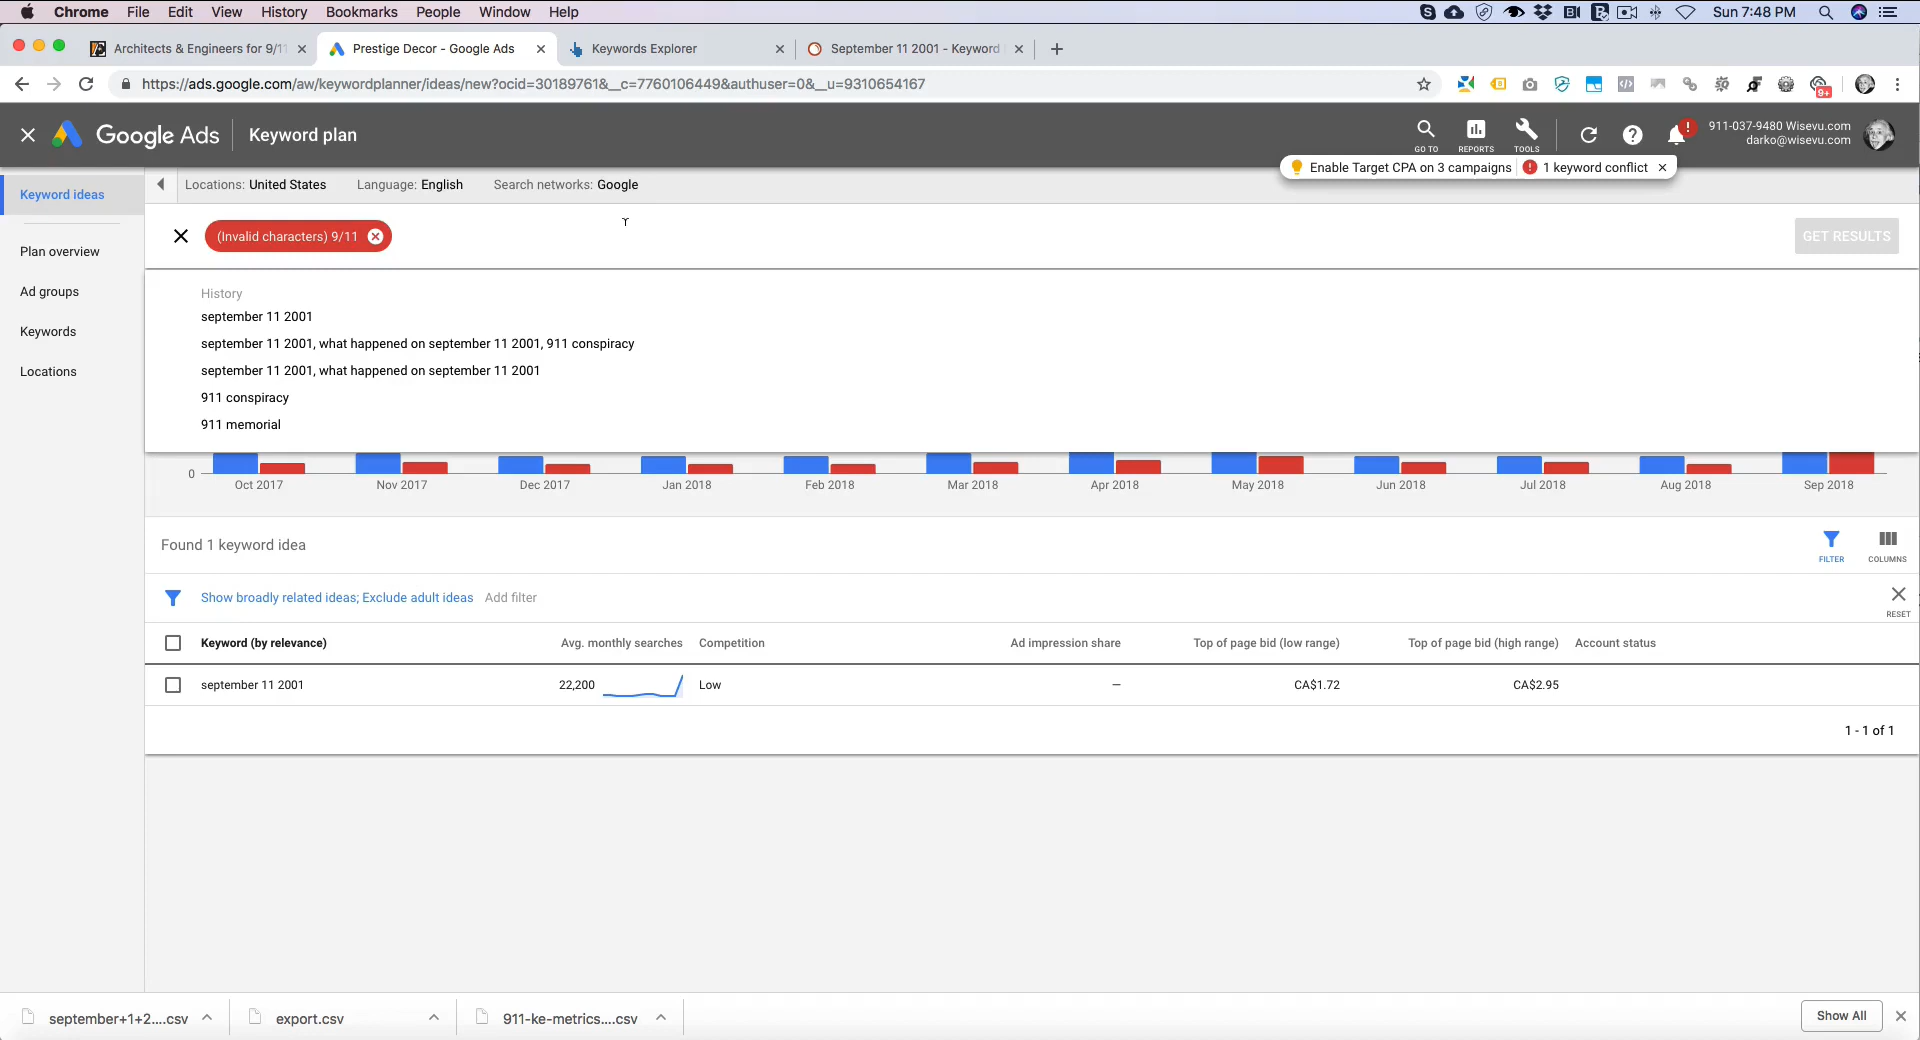 Chrome File Edit View History Bookmarks People Window Help
Sun 7:48 PM
Architects & Engineers for 9/11
Prestige Decor - Google Ads
Keywords Explorer
September 11 2001 - Keyword
https://ads.google.com/aw/keywordplanner/ideas/new?ocid=30189761&__c=7760106449&authuser=0&__u=9310654167
9+
Google Ads
Keyword plan
GO TO
REPORTS
TOOLS
911-037-9480 Wisevu.com
darko@wisevu.com
Enable Target CPA on 3 campaigns
1 keyword conflict
Keyword ideas
Plan overview
Ad groups
Keywords
Locations
Locations: United States
Language: English
Search networks: Google
(Invalid characters) 9/11
GET RESULTS
History
september 11 2001
september 11 2001, what happened on september 11 2001, 911 conspiracy
september 11 2001, what happened on september 11 2001
911 conspiracy
911 memorial
0
Oct 2017 Nov 2017 Dec 2017 Jan 2018 Feb 2018 Mar 2018 Apr 2018 May 2018 Jun 2018 Jul 2018 Aug 2018 Sep 2018
Found 1 keyword idea
FILTER
COLUMNS
Show broadly related ideas; Exclude adult ideas Add filter
RESET
Keyword (by relevance) Avg. monthly searches Competition Ad impression share Top of page bid (low range) Top of page bid (high range) Account status
september 11 2001 22,200 Low – CA$1.72 CA$2.95
1 - 1 of 1
september+1+2....csv
export.csv
911-ke-metrics....csv
Show All